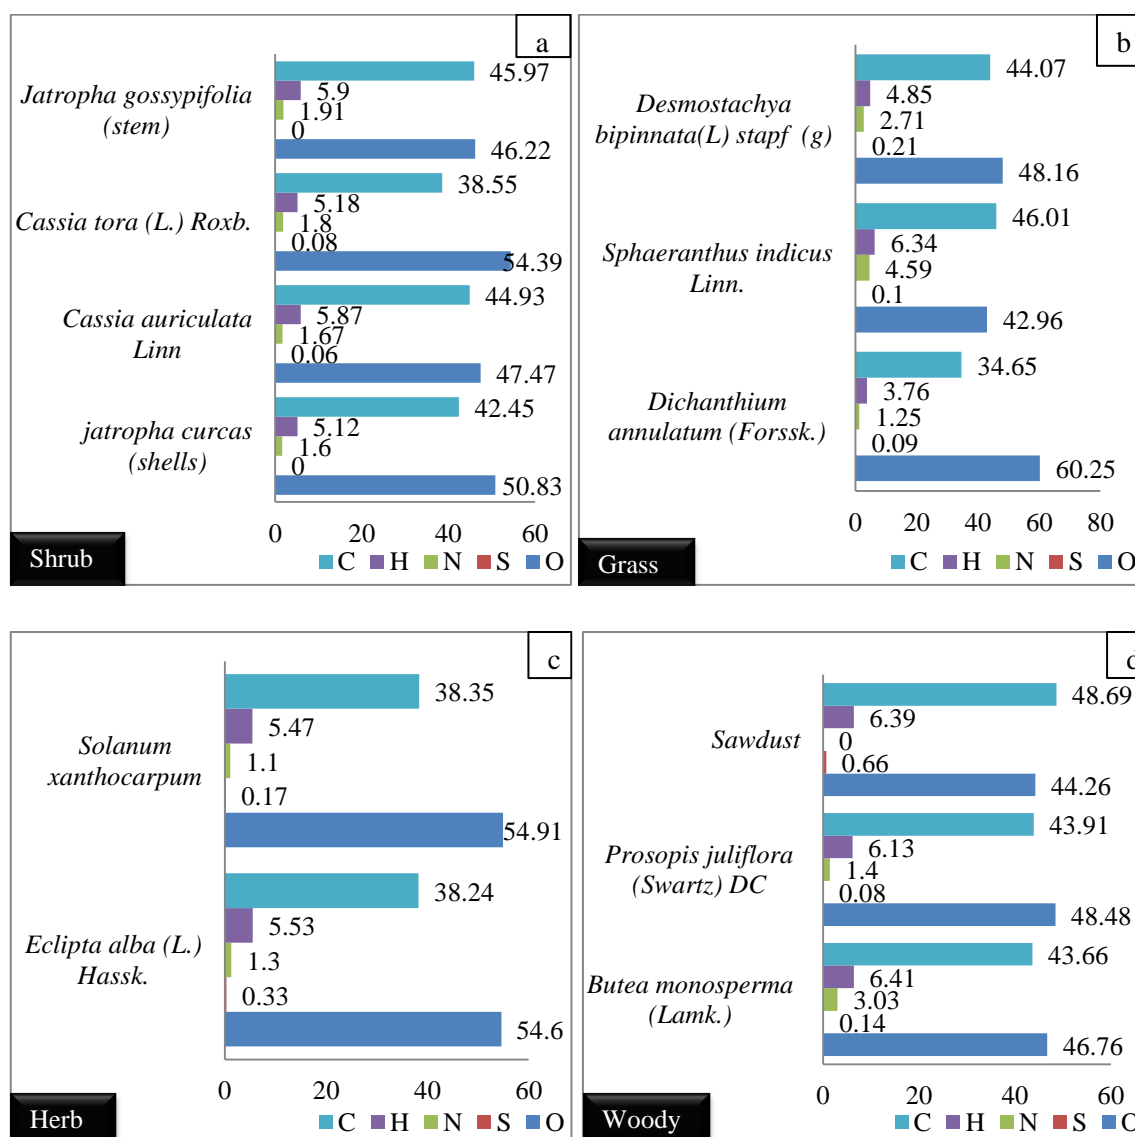 a
Jatropha gossypifolia
(stem)
45.97
5.9
1.91
0
46.22
Cassia tora (L.) Roxb.
38.55
5.18
1.8
0.08
54.39
Cassia auriculata
Linn
44.93
5.87
1.67
0.06
47.47
jatropha curcas
(shells)
42.45
5.12
1.6
0
50.83
0 20 40 60
C H N S O
Shrub
b
Desmostachya
bipinnata(L) stapf (g)
44.07
4.85
2.71
0.21
48.16
Sphaeranthus indicus
Linn.
46.01
6.34
4.59
0.1
42.96
Dichanthium
annulatum (Forssk.)
34.65
3.76
1.25
0.09
60.25
0 20 40 60 80
C H N S O
Grass
c
Solanum
xanthocarpum
38.35
5.47
1.1
0.17
54.91
Eclipta alba (L.)
Hassk.
38.24
5.53
1.3
0.33
54.6
0 20 40 60
C H N S O
Herb
d
Sawdust
48.69
6.39
0
0.66
44.26
Prosopis juliflora
(Swartz) DC
43.91
6.13
1.4
0.08
48.48
Butea monosperma
(Lamk.)
43.66
6.41
3.03
0.14
46.76
0 20 40 60
C H N S O
Woody